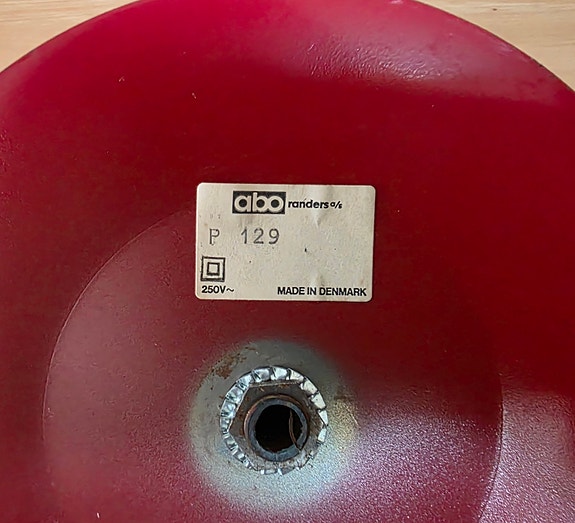 abo randers a/s
P 129
250V~ MADE IN DENMARK